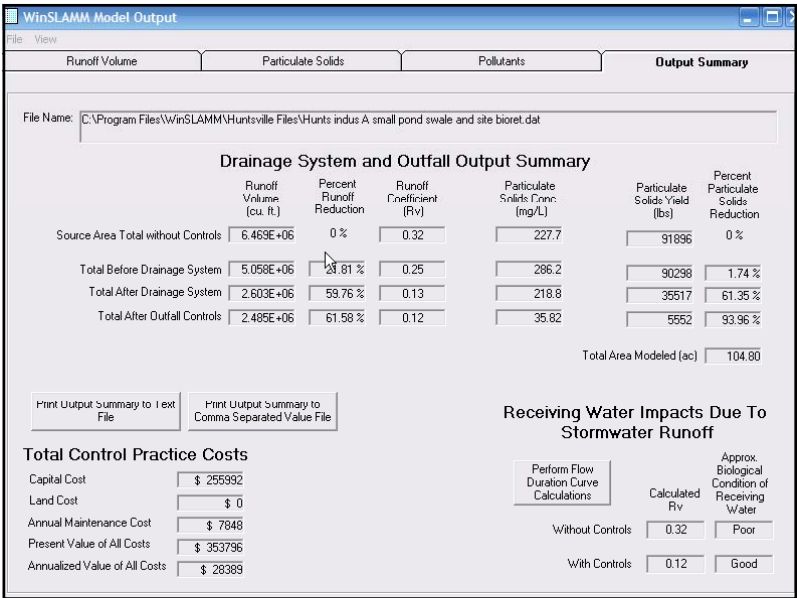 WinSLAMM Model Output
File View
Runoff Volume
Particulate Solids
Pollutants
Output Summary
File Name: C:\Program Files\WinSLAMM\Huntsville Files\Hunts indus A small pond swale and site bioret.dat
Drainage System and Outfall Output Summary
Runoff Volume (cu. ft.)
Percent Runoff Reduction
Runoff Coefficient (Rv)
Particulate Solids Conc. (mg/L)
Particulate Solids Yield (lbs)
Percent Particulate Solids Reduction
Source Area Total without Controls 6.469E+06 0 % 0.32 227.7 91896 0 %
Total Before Drainage System 5.058E+06 21.81 % 0.25 286.2 90298 1.74 %
Total After Drainage System 2.603E+06 59.76 % 0.13 218.8 35517 61.35 %
Total After Outfall Controls 2.485E+06 61.58 % 0.12 35.82 5552 93.96 %
Total Area Modeled (ac) 104.80
Print Output Summary to Text File
Print Output Summary to Comma Separated Value File
Total Control Practice Costs
Capital Cost $ 255992
Land Cost $ 0
Annual Maintenance Cost $ 7848
Present Value of All Costs $ 353796
Annualized Value of All Costs $ 28389
Receiving Water Impacts Due To Stormwater Runoff
Perform Flow Duration Curve Calculations
Calculated Rv
Approx. Biological Condition of Receiving Water
Without Controls 0.32 Poor
With Controls 0.12 Good